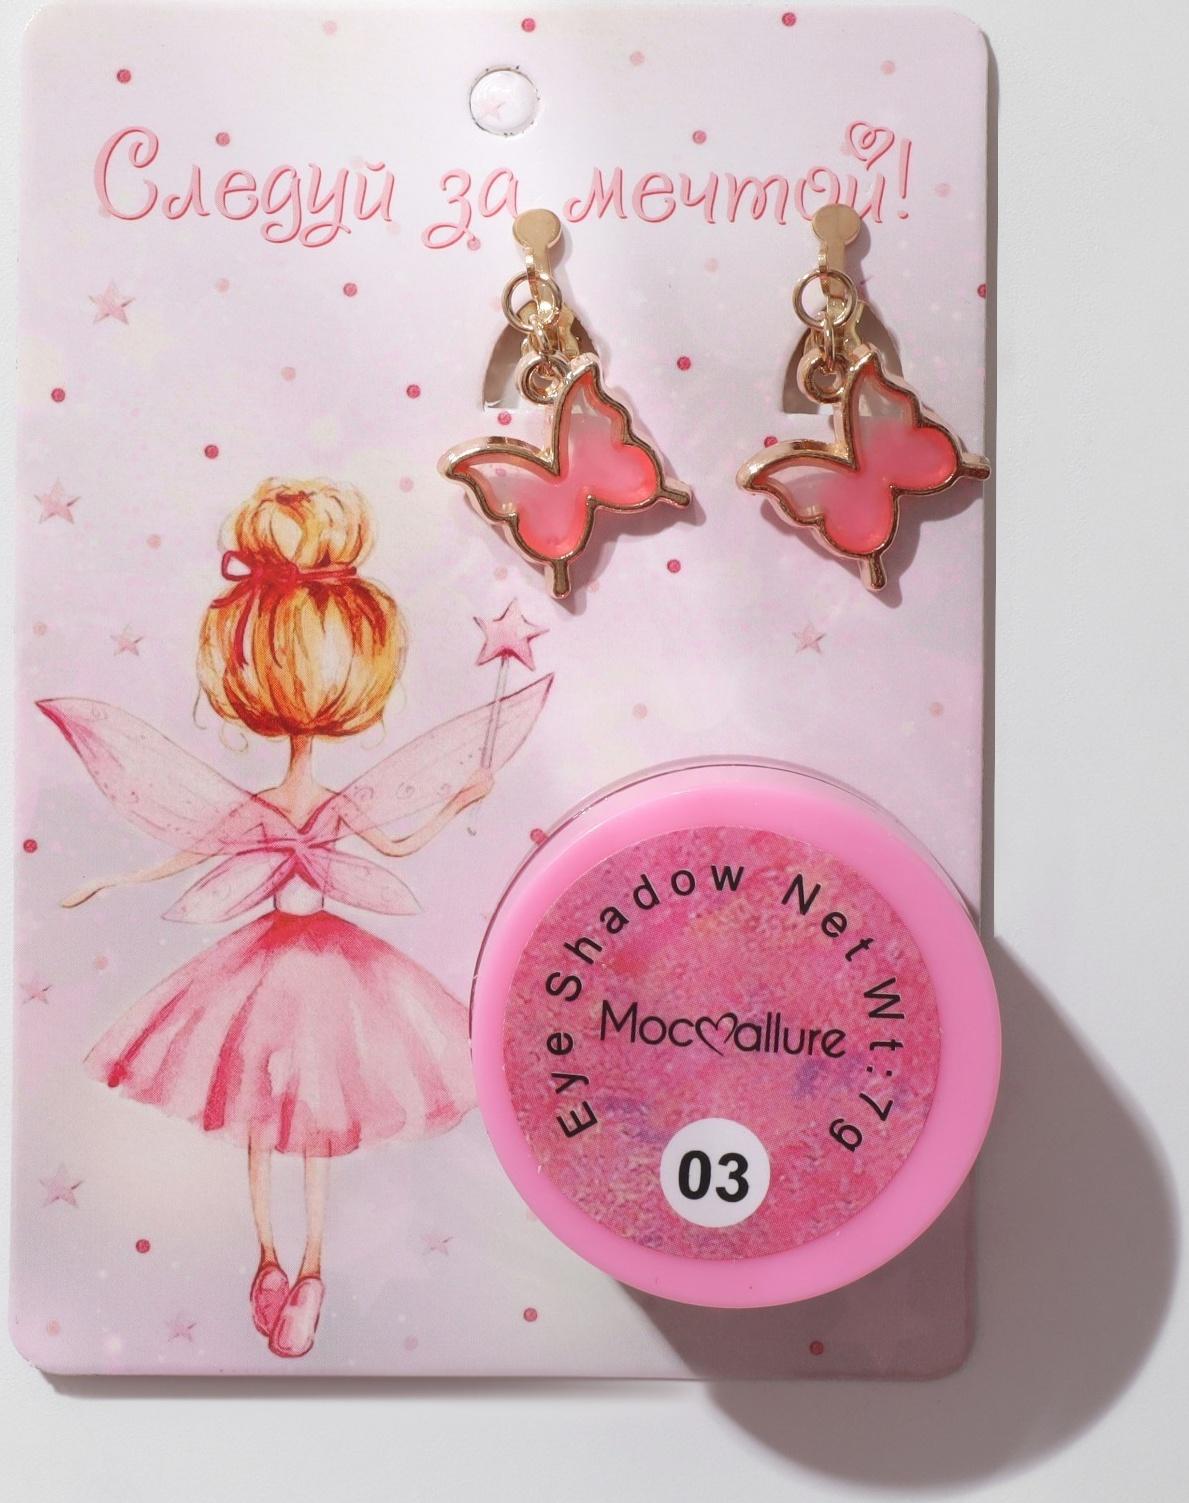 Следуй за мечтой!
Eye Shadow Net Wt.:7g
Mocallure
03